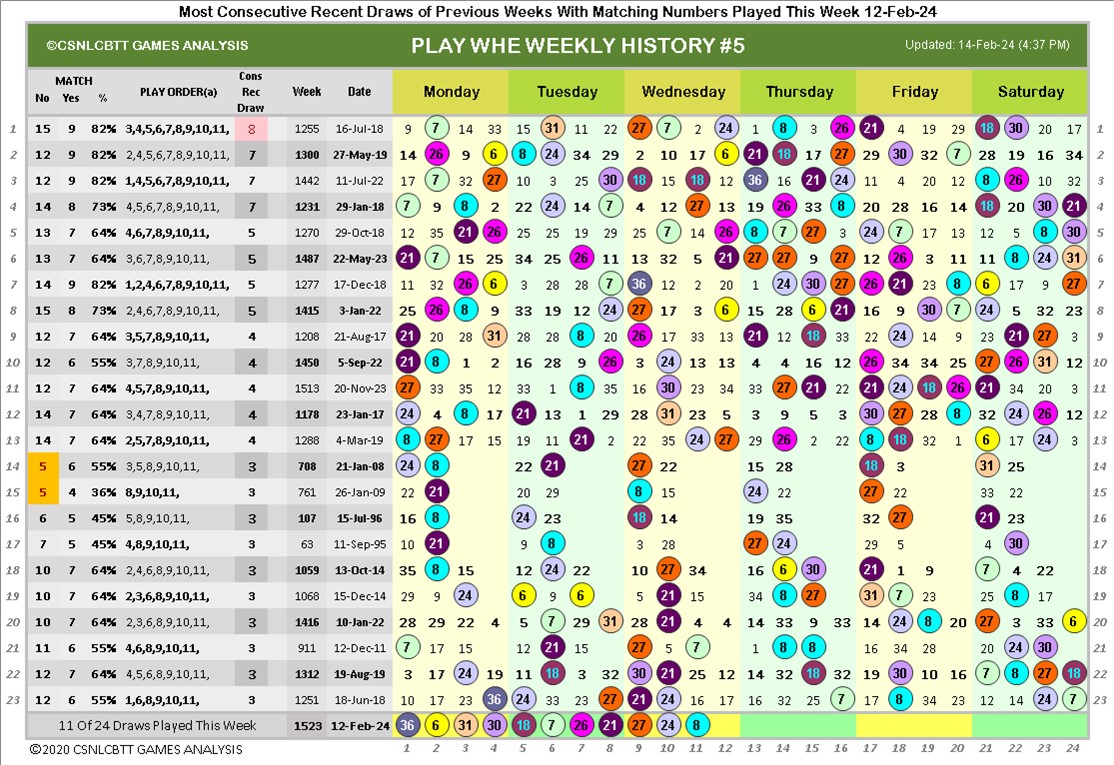 Most Consecutive Recent Draws of Previous Weeks With Matching Numbers Played This Week 12-Feb-24
©CSNLCBTT GAMES ANALYSIS PLAY WHE WEEKLY HISTORY #5 Updated: 14-Feb-24 (4:37 PM)
No MATCH Yes % PLAY ORDER(a) Cons Rec Draw Week Date Monday Tuesday Wednesday Thursday Friday Saturday
1 15 9 82% 3,4,5,6,7,8,9,10,11, 8 1255 16-Jul-18 9 7 14 33 15 31 11 22 27 7 2 24 1 8 3 26 21 4 19 29 18 30 20 17 1
2 12 9 82% 2,4,5,6,7,8,9,10,11, 7 1300 27-May-19 14 26 9 6 8 24 34 29 2 10 17 6 21 18 17 27 29 30 32 7 28 19 16 34 2
3 12 9 82% 1,4,5,6,7,8,9,10,11, 7 1442 11-Jul-22 17 7 32 27 10 3 25 30 18 15 18 12 36 16 21 24 11 4 20 12 8 26 10 32 3
4 14 8 73% 4,5,6,7,8,9,10,11, 7 1231 29-Jan-18 7 9 8 2 22 24 14 7 4 12 27 13 19 26 33 8 20 28 16 14 18 20 30 21 4
5 13 7 64% 4,6,7,8,9,10,11, 5 1270 29-Oct-18 12 35 21 26 25 25 19 29 25 7 14 26 8 7 27 3 24 7 17 13 12 5 8 30 5
6 13 7 64% 3,6,7,8,9,10,11, 5 1487 22-May-23 21 7 15 25 34 25 26 11 13 32 5 21 27 27 9 27 12 26 3 11 11 8 24 31 6
7 14 9 82% 1,2,4,6,7,8,9,10,11, 5 1277 17-Dec-18 11 32 26 6 3 28 28 7 36 12 2 20 1 24 30 27 26 21 23 8 6 17 9 27 7
8 15 8 73% 2,4,6,7,8,9,10,11, 5 1415 3-Jan-22 25 26 8 9 33 19 12 24 27 17 3 6 15 28 6 21 16 9 30 7 24 5 32 23 8
9 12 7 64% 3,5,7,8,9,10,11, 4 1208 21-Aug-17 21 20 28 31 28 28 8 20 26 17 33 13 21 12 18 33 22 24 14 9 23 21 27 3 9
10 12 6 55% 3,7,8,9,10,11, 4 1450 5-Sep-22 21 8 1 2 16 28 9 26 3 24 13 13 4 4 16 12 26 34 34 25 27 26 31 12 10
11 12 7 64% 4,5,7,8,9,10,11, 4 1513 20-Nov-23 27 33 35 12 33 1 8 35 16 30 23 34 33 27 21 22 21 24 18 26 21 34 20 3 11
12 14 7 64% 3,4,7,8,9,10,11, 4 1178 23-Jan-17 24 4 8 17 21 13 1 29 28 31 23 5 3 9 5 3 30 27 28 8 32 24 26 12 12
13 14 7 64% 2,5,7,8,9,10,11, 4 1288 4-Mar-19 8 27 17 15 19 11 21 2 22 35 24 27 29 26 2 22 8 18 32 1 6 17 24 3 13
14 5 6 55% 3,5,8,9,10,11, 3 708 21-Jan-08 24 8 22 21 27 22 15 28 18 3 31 25 14
15 5 4 36% 8,9,10,11, 3 761 26-Jan-09 22 21 20 29 8 15 24 22 27 22 33 22 15
16 6 5 45% 5,8,9,10,11, 3 107 15-Jul-96 16 8 24 23 18 14 19 35 32 27 21 23 16
17 7 5 45% 4,8,9,10,11, 3 63 11-Sep-95 10 21 9 8 3 28 27 24 29 5 4 30 17
18 10 7 64% 2,4,6,8,9,10,11, 3 1059 13-Oct-14 35 8 15 12 24 22 10 27 34 14 6 30 21 1 9 7 4 22 18
19 10 7 64% 2,3,6,8,9,10,11, 3 1068 15-Dec-14 29 9 24 6 9 6 5 21 15 33 8 27 31 7 23 25 8 17 19
20 10 7 64% 2,3,6,8,9,10,11, 3 1416 10-Jan-22 28 29 22 4 5 7 29 31 28 21 4 4 14 33 9 33 14 24 8 20 27 3 33 6 20
21 11 6 55% 4,6,8,9,10,11, 3 911 12-Dec-11 7 17 15 12 21 15 27 5 7 1 8 8 16 34 28 20 24 30 21
22 12 7 64% 4,5,6,8,9,10,11, 3 1312 19-Aug-19 3 17 24 19 11 18 3 32 30 21 25 12 14 32 18 32 19 30 10 16 7 8 27 18 22
23 12 6 55% 1,6,8,9,10,11, 3 1251 18-Jun-18 10 17 23 36 24 33 23 27 21 24 16 17 23 16 25 7 17 8 34 23 12 14 24 7 23
11 Of 24 Draws Played This Week 1523 12-Feb-24 36 6 31 30 18 7 26 21 27 24 8
©2020 CSNLCBTT GAMES ANALYSIS 1 2 3 4 5 6 7 8 9 10 11 12 13 14 15 16 17 18 19 20 21 22 23 24